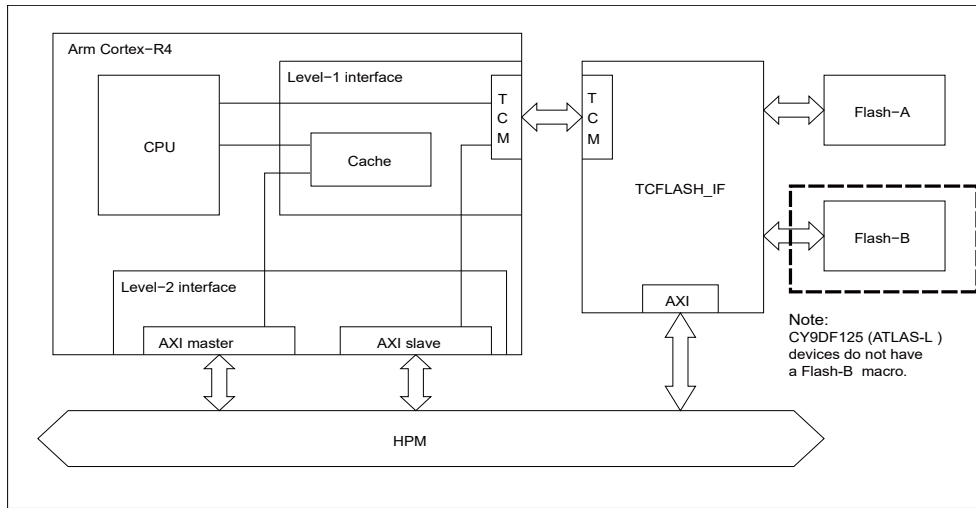 Arm Cortex−R4
Level−1 interface
CPU
Cache
T
C
M
T
C
M
TCFLASH_IF
Flash−A
Flash−B
Level−2 interface
AXI master
AXI slave
AXI
Note:
CY9DF125 (ATLAS-L )
devices do not have
a Flash-B macro.
HPM